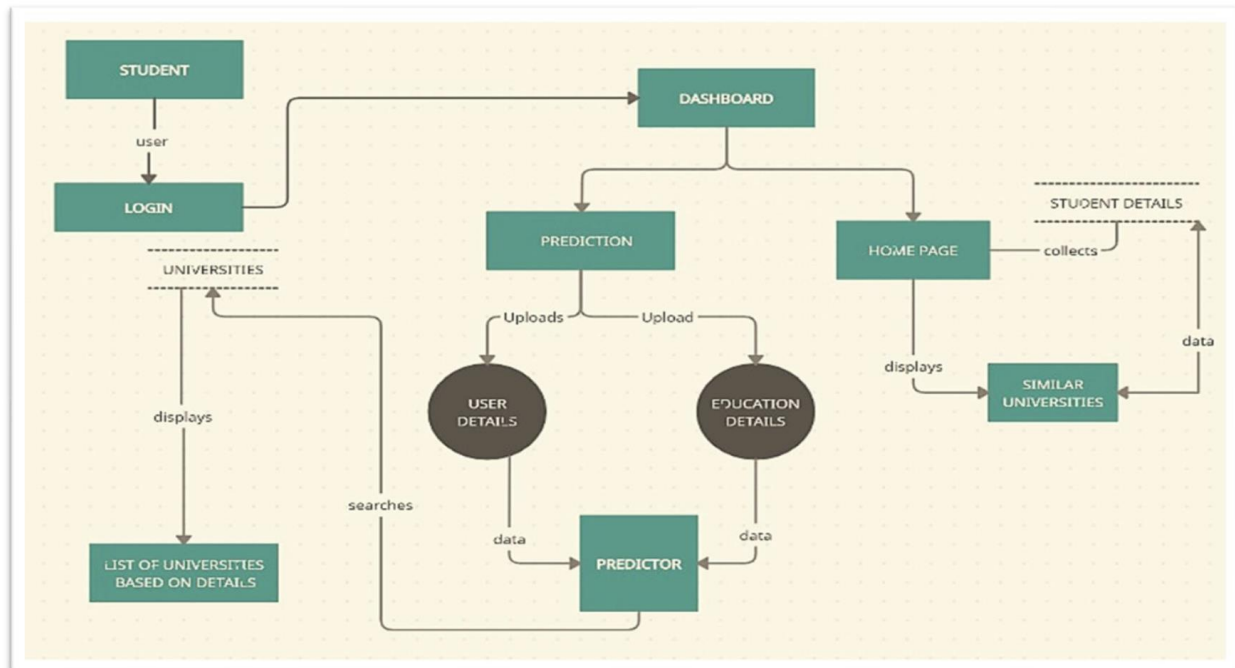 STUDENT
DASHBOARD
user
LOGIN
STUDENT DETAILS
PREDICTION
HOME PAGE
collects
UNIVERSITIES
Uploads
Upload
data
displays
SIMILAR
UNIVERSITIES
USER
DETAILS
EDUCATION
DETAILS
displays
searches
data
data
PREDICTOR
LIST OF UNIVERSITIES
BASED ON DETAILS